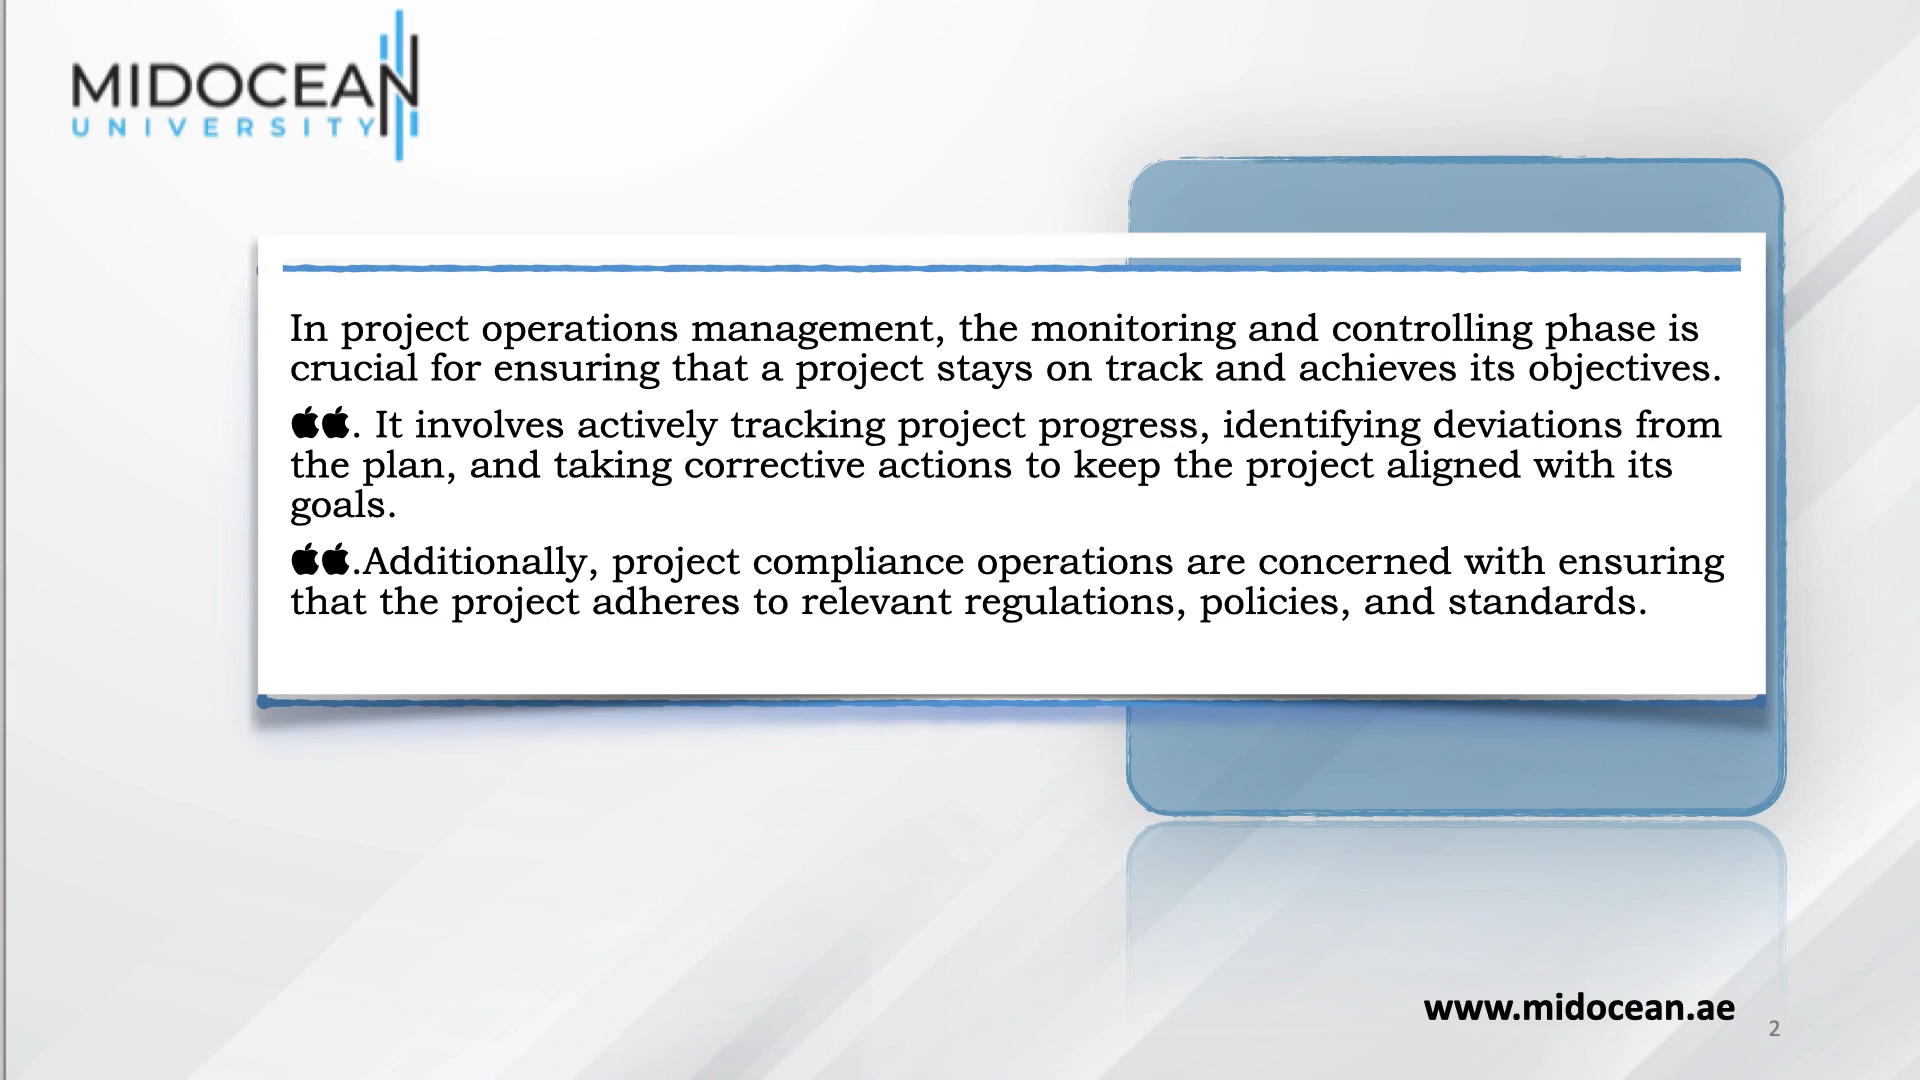 MIDOCEAN
UNIVERSITY
In project operations management, the monitoring and controlling phase is
crucial for ensuring that a project stays on track and achieves its objectives.
. It involves actively tracking project progress, identifying deviations from
the plan, and taking corrective actions to keep the project aligned with its
goals.
.Additionally, project compliance operations are concerned with ensuring
that the project adheres to relevant regulations, policies, and standards.
www.midocean.ae
2